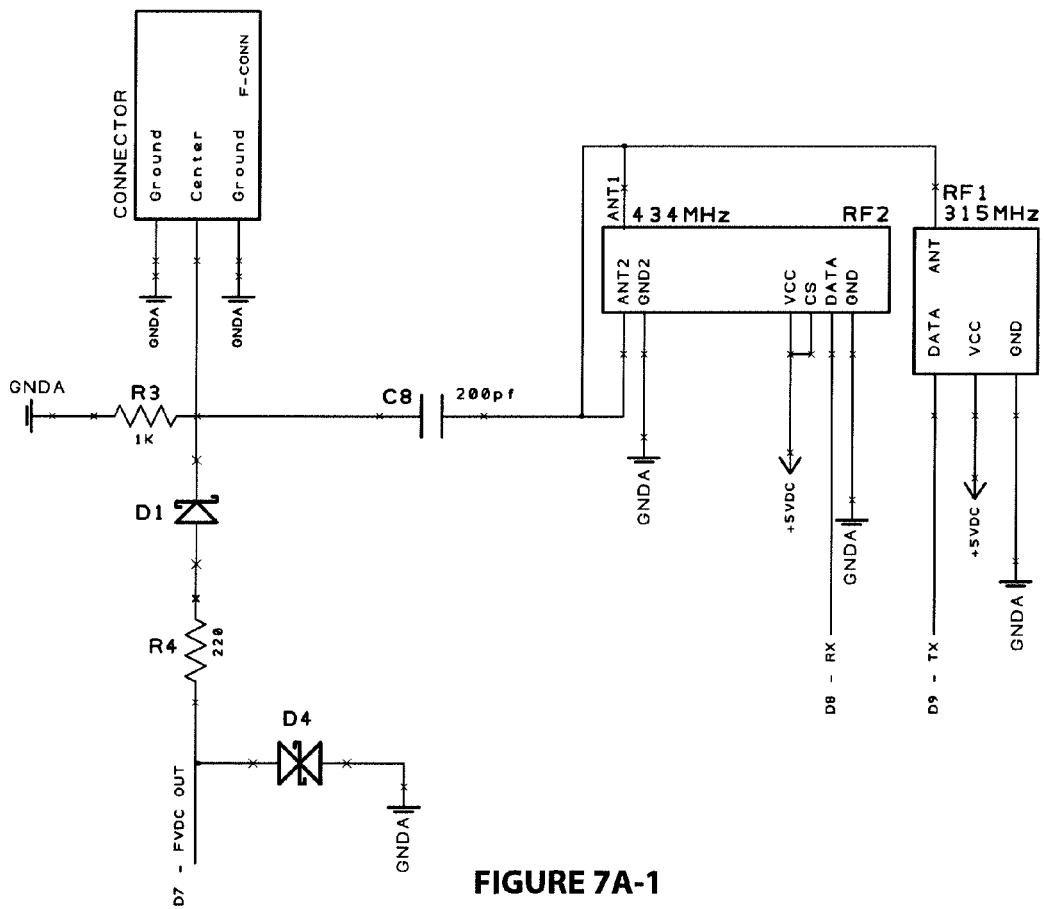 CONNECTOR
F-CONN
Ground
Center
Ground
GNDA
GNDA
GNDA
R3
1K
C8
200pf
ANT1
434MHz
RF2
ANT2
GND2
VCC
CS
DATA
GND
RF1
315MHz
ANT
DATA
VCC
GND
GNDA
+5VDC
GNDA
+5VDC
GNDA
D1
R4
220
D8 - RX
D9 - TX
D4
GNDA
D7 - FVDC OUT
FIGURE 7A-1